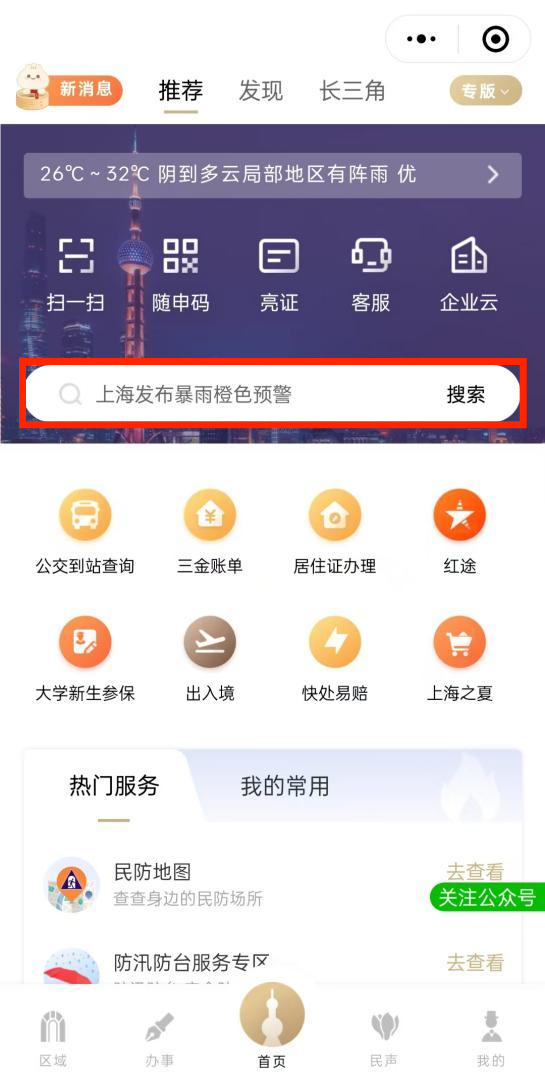 新消息
推荐
发现
长三角
专版
26℃ ~ 32℃ 阴到多云局部地区有阵雨 优
扫一扫
随申码
亮证
客服
企业云
上海发布暴雨橙色预警
搜索
公交到站查询
三金账单
居住证办理
红途
大学新生参保
出入境
快处易赔
上海之夏
热门服务
我的常用
民防地图
去查看
查查身边的民防场所
关注公众号
防汛防台服务专区
去查看
区域
办事
首页
民声
我的